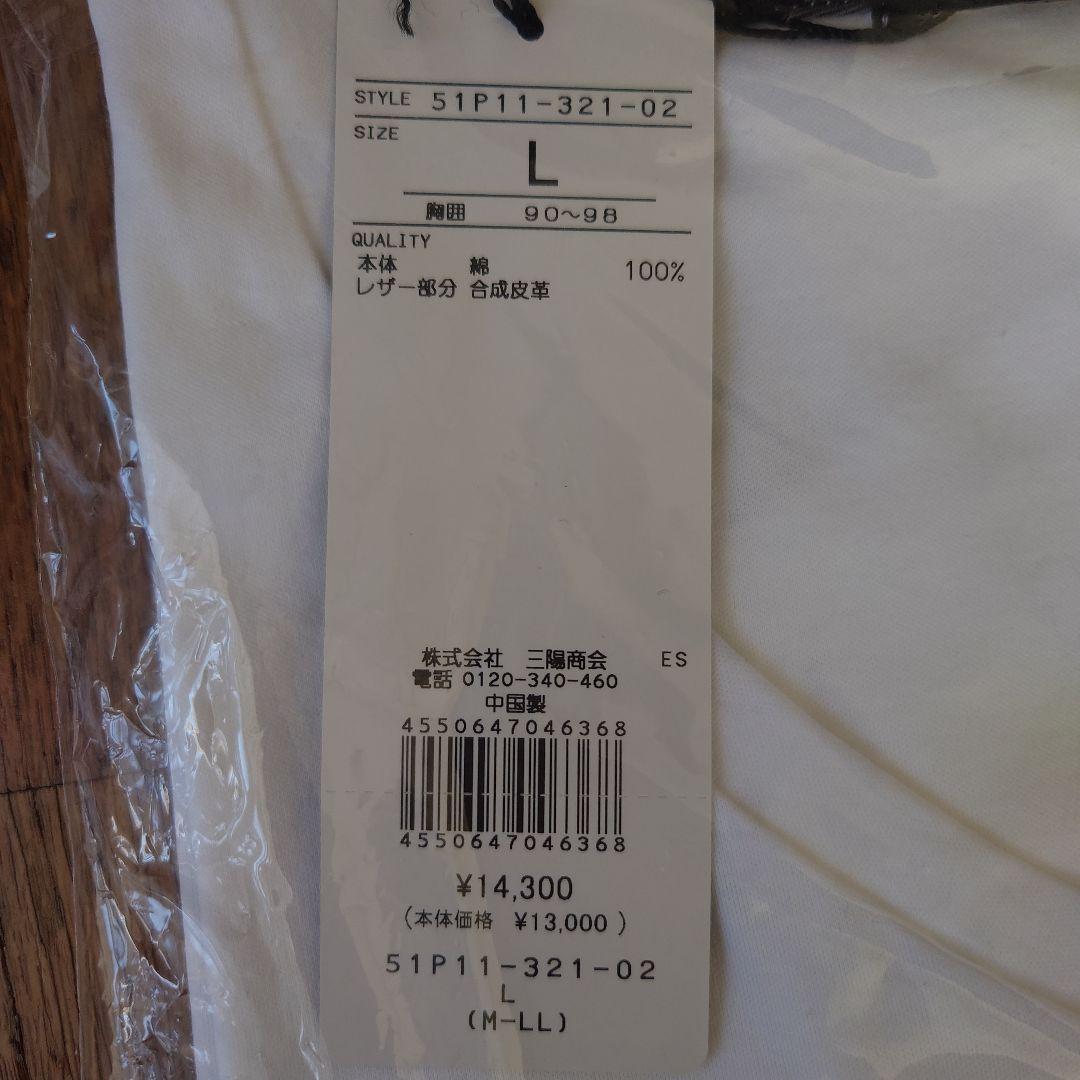 STYLE 51P11-321-02
SIZE
L
胸囲 90～98
QUALITY
本体 綿 100%
レザー部分 合成皮革
株式会社 三陽商会 ES
電話 0120-340-460
中国製
4550647046368
4550647046368
¥14,300
(本体価格 ¥13,000)
51P11-321-02
L
(M-LL)